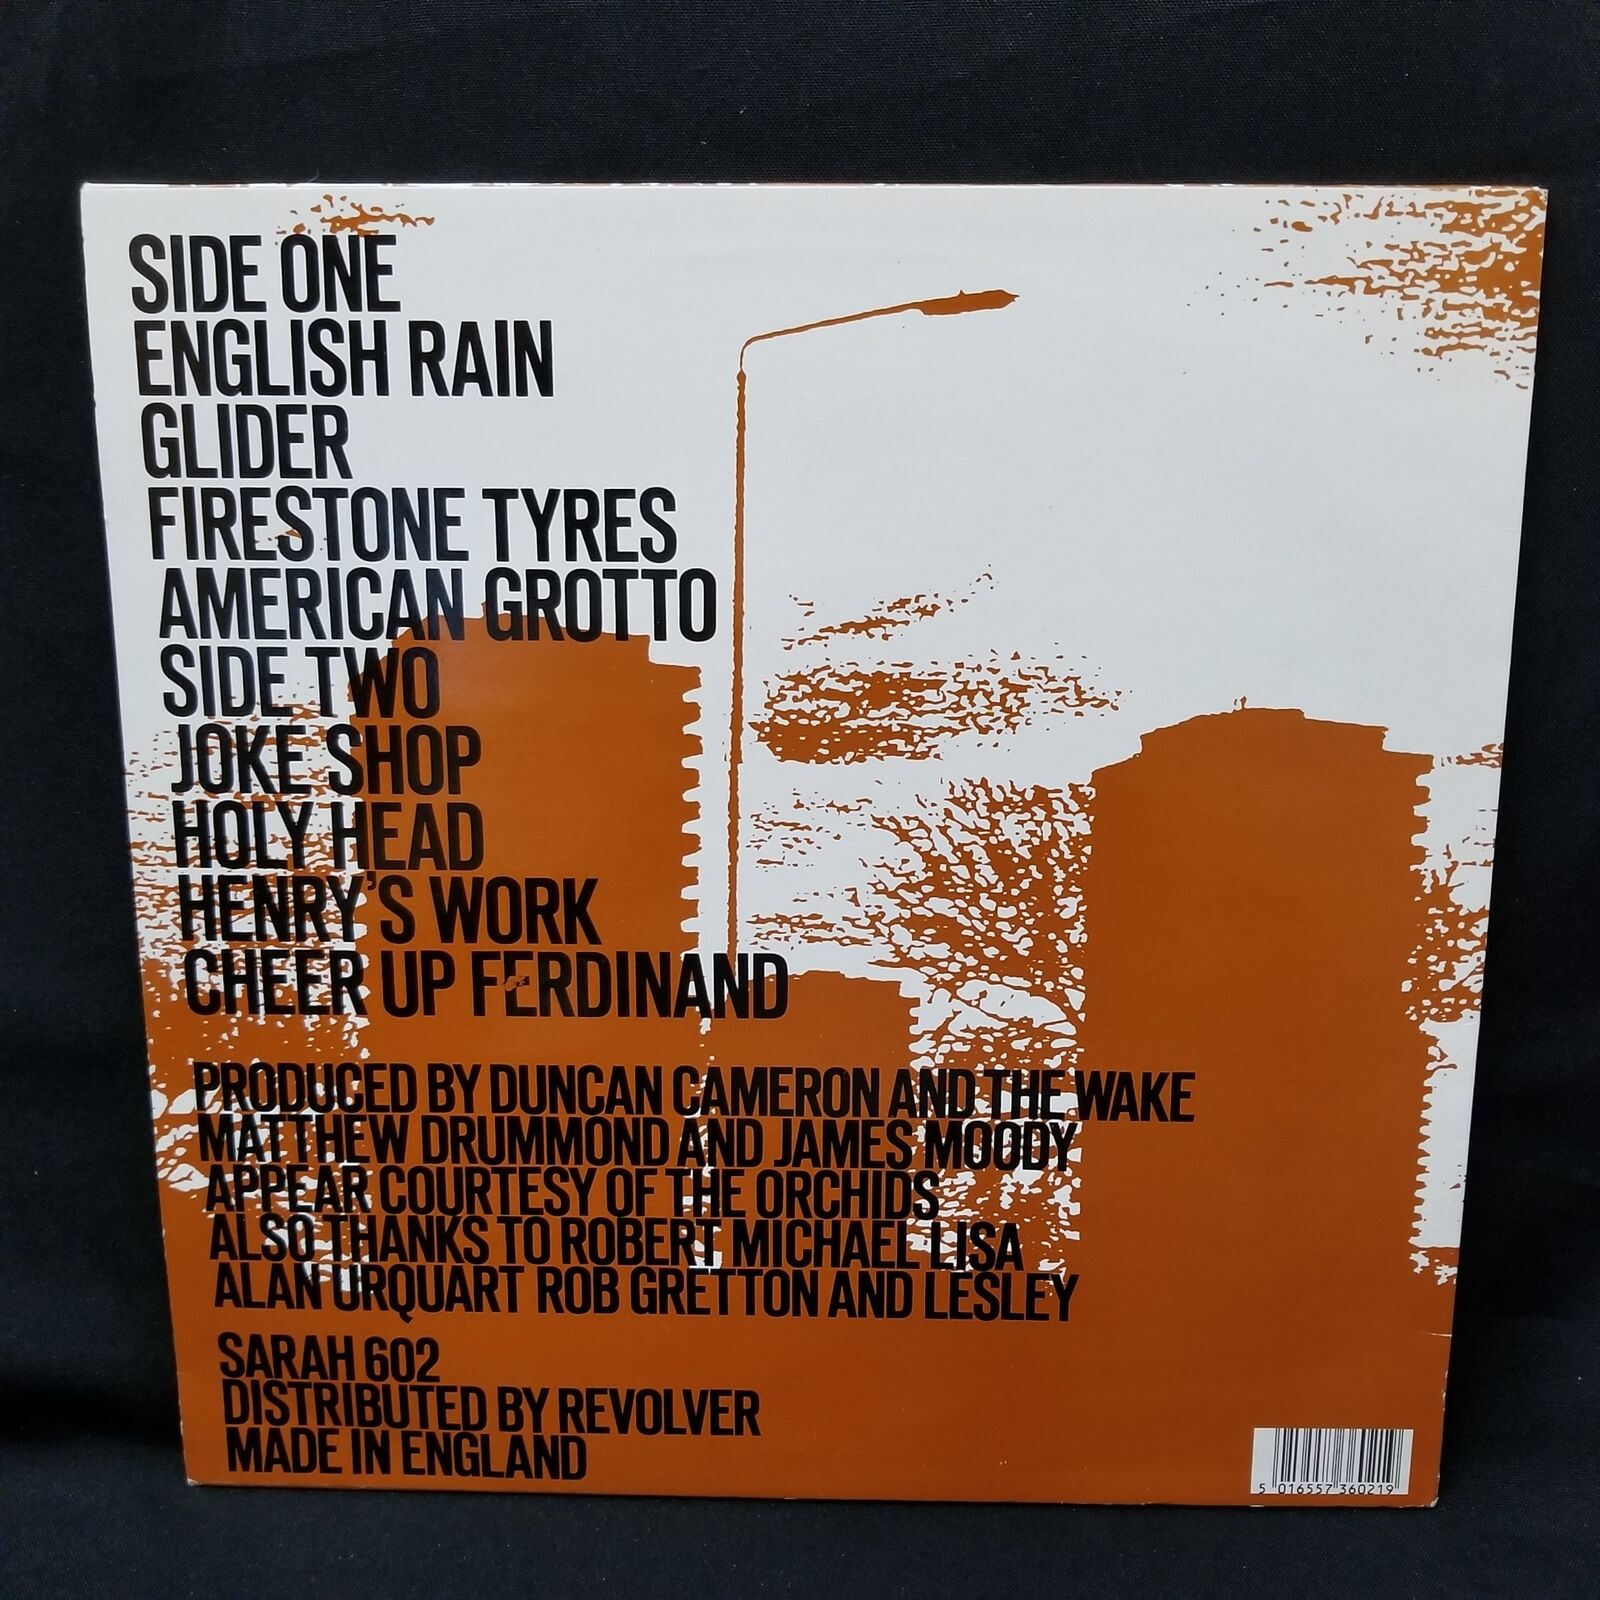 SIDE ONE
ENGLISH RAIN
GLIDER
FIRESTONE TYRES
AMERICAN GROTTO
SIDE TWO
JOKE SHOP
HOLY HEAD
HENRY'S WORK
CHEER UP FERDINAND
PRODUCED BY DUNCAN CAMERON AND THE WAKE
MATTHEW DRUMMOND AND JAMES MOODY
APPEAR COURTESY OF THE ORCHIDS
ALSO THANKS TO ROBERT MICHAEL LISA
ALAN URQUART ROB GRETTON AND LESLEY
SARAH 602
DISTRIBUTED BY REVOLVER
MADE IN ENGLAND
5 016557 360219